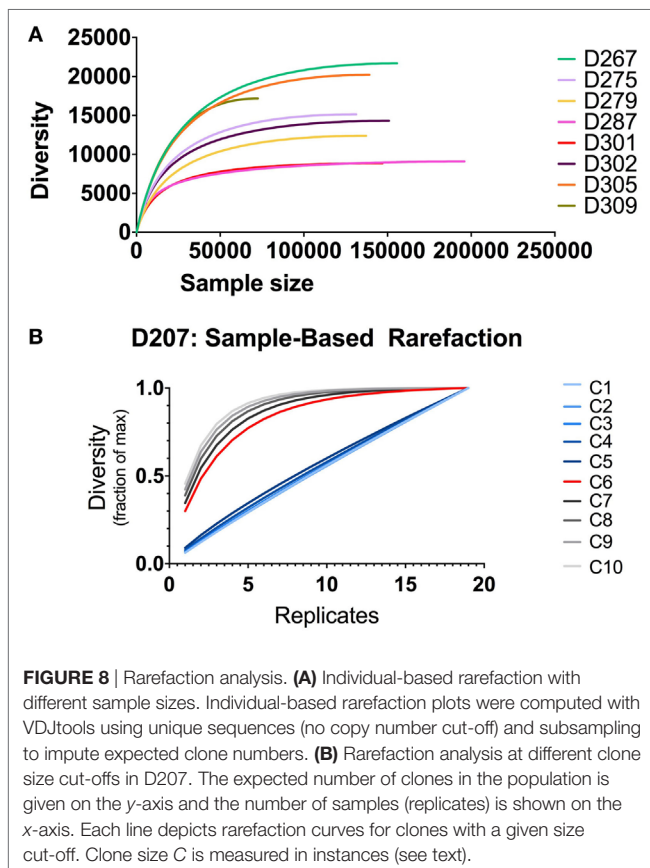 A
25000
20000
15000
10000
5000
0
Diversity
0 50000 100000 150000 200000 250000
Sample size
D267
D275
D279
D287
D301
D302
D305
D309
B
D207: Sample-Based Rarefaction
1.0
0.5
0.0
Diversity
(fraction of max)
0 5 10 15 20
Replicates
C1
C2
C3
C4
C5
C6
C7
C8
C9
C10
FIGURE 8 | Rarefaction analysis. (A) Individual-based rarefaction with
different sample sizes. Individual-based rarefaction plots were computed with
VDJtools using unique sequences (no copy number cut-off) and subsampling
to impute expected clone numbers. (B) Rarefaction analysis at different clone
size cut-offs in D207. The expected number of clones in the population is
given on the y-axis and the number of samples (replicates) is shown on the
x-axis. Each line depicts rarefaction curves for clones with a given size
cut-off. Clone size C is measured in instances (see text).